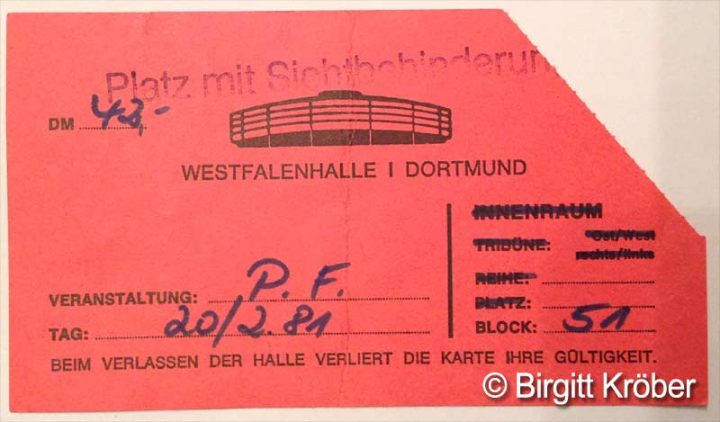 Platz mit Sichtbehinderun
DM 43,-
WESTFALENHALLE I DORTMUND
INNENRAUM
TRIBÜNE: Ost/West
rechts/links
REIHE:
PLATZ:
BLOCK: 51
VERANSTALTUNG: P. F.
TAG: 20/2.81
BEIM VERLASSEN DER HALLE VERLIERT DIE KARTE IHRE GÜLTIGKEIT.
© Birgitt Kröber